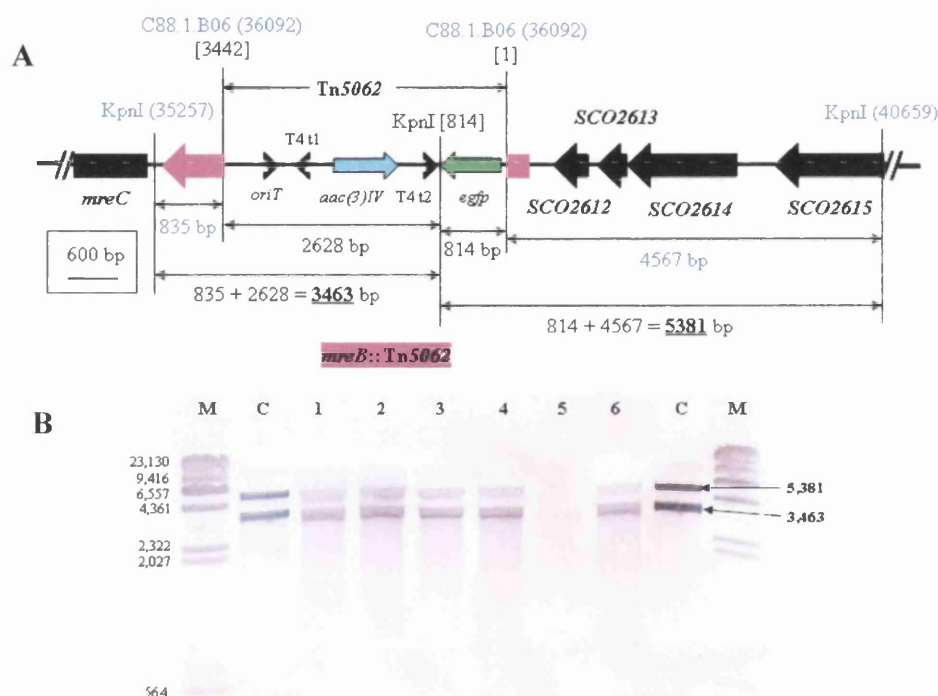 A
C88.1.B06 (36092)
[3442]
C88.1.B06 (36092)
[1]
Tn5062
KpnI (35257)
KpnI [814]
SCO2613
KpnI (40659)
T4 t1
mreC
oriT
aac(3)IV
T4 t2
egfp
SCO2612
SCO2614
SCO2615
835 bp
2628 bp
814 bp
4567 bp
600 bp
835 + 2628 = 3463 bp
814 + 4567 = 5381 bp
mreB::Tn5062
B
M C 1 2 3 4 5 6 C M
23,130
9,416
6,557
4,361
2,322
2,027
564
5,381
3,463